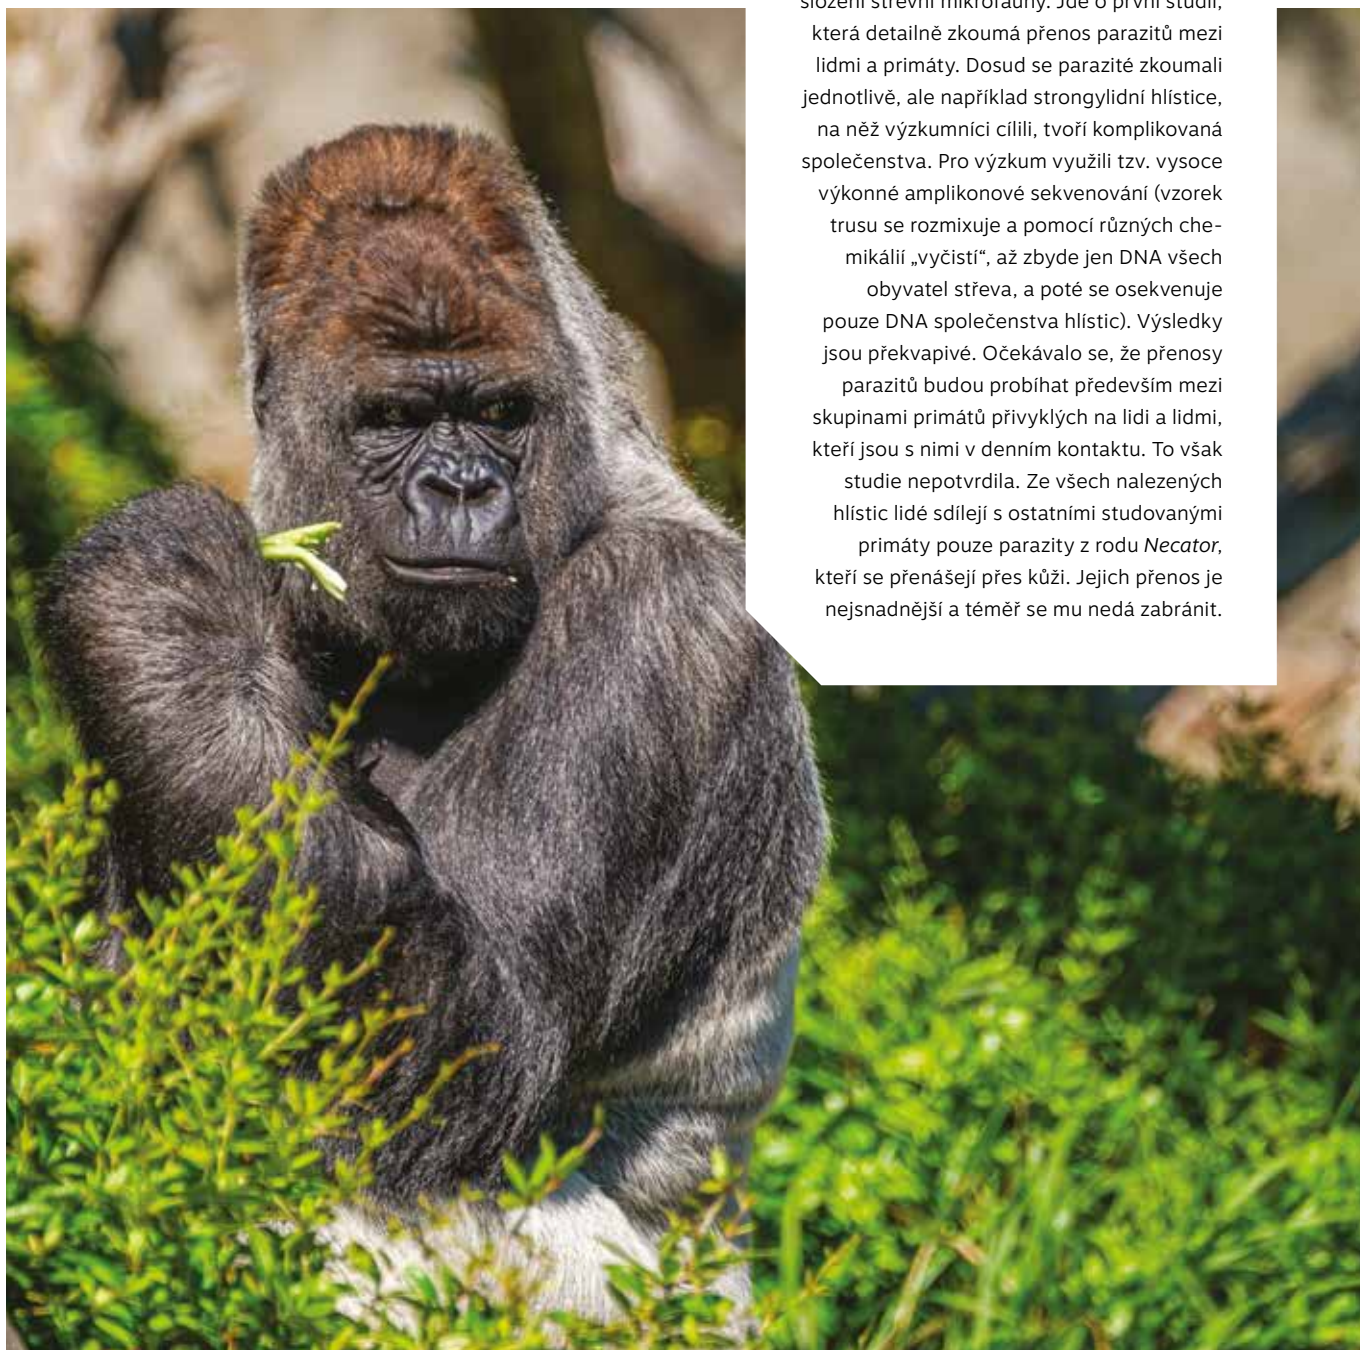 složení střevní mikrofauny. Jde o první studii,
která detailně zkoumá přenos parazitů mezi
lidmi a primáty. Dosud se parazité zkoumali
jednotlivě, ale například strongylidní hlístice,
na něž výzkumníci cílili, tvoří komplikovaná
společenstva. Pro výzkum využili tzv. vysoce
výkonné amplikonové sekvenování (vzorek
trusu se rozmixuje a pomocí různých che-
mikálií „vyčistí“, až zbyde jen DNA všech
obyvatel střeva, a poté se osekvenuje
pouze DNA společenstva hlístic). Výsledky
jsou překvapivé. Očekávalo se, že přenosy
parazitů budou probíhat především mezi
skupinami primátů přivyklých na lidi a lidmi,
kteří jsou s nimi v denním kontaktu. To však
studie nepotvrdila. Ze všech nalezených
hlístic lidé sdílejí s ostatními studovanými
primáty pouze parazity z rodu Necator,
kteří se přenášejí přes kůži. Jejich přenos je
nejsnadnější a téměř se mu nedá zabránit.